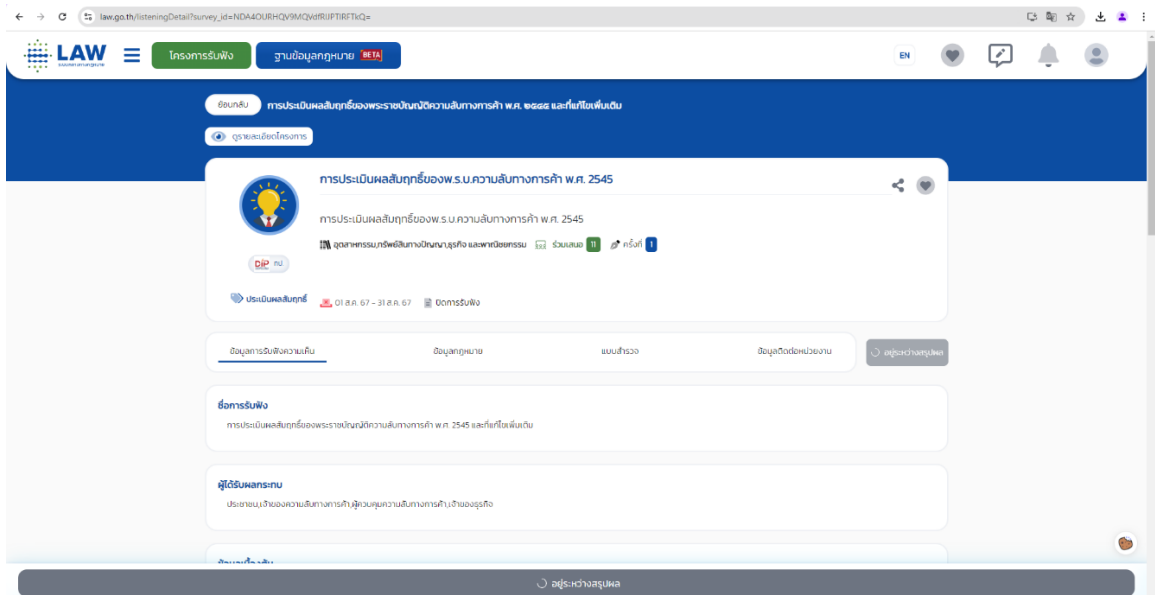 law.go.th/listeningDetail?survey_id=NDA4OURHQV9MQVdfRIJPTIRFTkQ=
LAW
โครงการรับฟัง
ฐานข้อมูลกฎหมาย BETA
EN
ย้อนกลับ
การประเมินผลสัมฤทธิ์ของพระราชบัญญัติความลับทางการค้า พ.ศ. ๒๕๔๕ และที่แก้ไขเพิ่มเติม
ดูรายละเอียดโครงการ
การประเมินผลสัมฤทธิ์ของพ.ร.บ.ความลับทางการค้า พ.ศ. 2545
การประเมินผลสัมฤทธิ์ของพ.ร.บ.ความลับทางการค้า พ.ศ. 2545
อุตสาหกรรม,ทรัพย์สินทางปัญญา,ธุรกิจ และพาณิชยกรรม ร่วมเสนอ 11 ครั้งที่ 1
DIP ทป
ประเมินผลสัมฤทธิ์
01 ส.ค. 67 - 31 ส.ค. 67 ปิดการรับฟัง
ข้อมูลการรับฟังความเห็น
ข้อมูลกฎหมาย
แบบสำรวจ
ข้อมูลติดต่อหน่วยงาน
อยู่ระหว่างสรุปผล
ชื่อการรับฟัง
การประเมินผลสัมฤทธิ์ของพระราชบัญญัติความลับทางการค้า พ.ศ. 2545 และที่แก้ไขเพิ่มเติม
ผู้ได้รับผลกระทบ
ประชาชน,เจ้าของความลับทางการค้า,ผู้ควบคุมความลับทางการค้า,เจ้าของธุรกิจ
อยู่ระหว่างสรุปผล